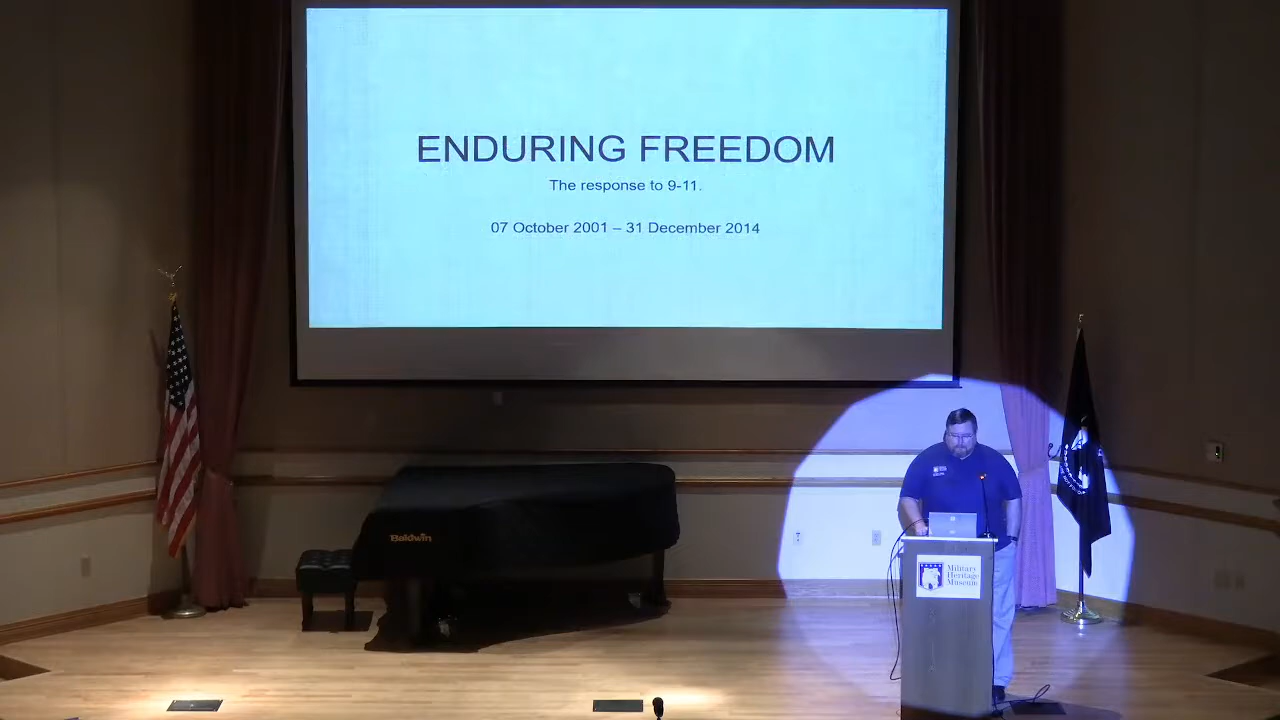 ENDURING FREEDOM
The response to 9-11.
07 October 2001 – 31 December 2014
Baldwin
Military
Heritage
Museum